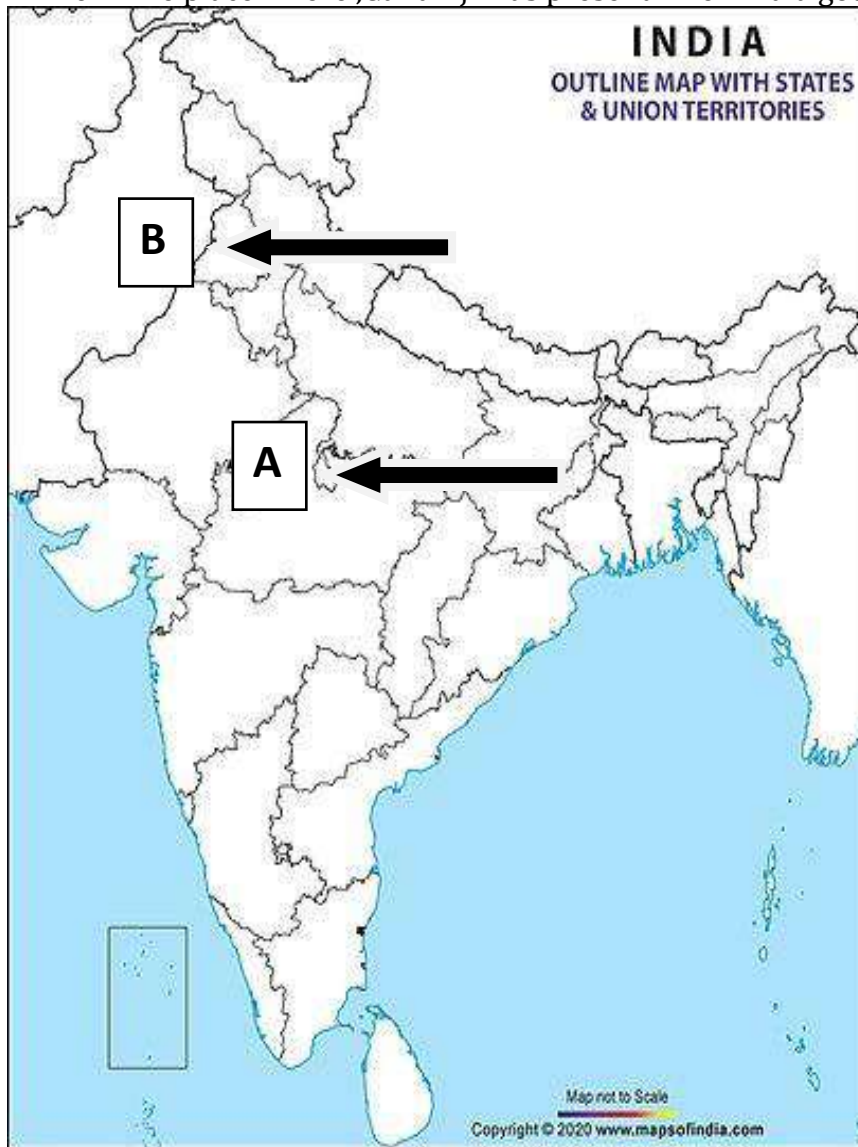 INDIA
OUTLINE MAP WITH STATES
& UNION TERRITORIES
B
A
Map not to Scale
Copyright © 2020 www.mapsofindia.com